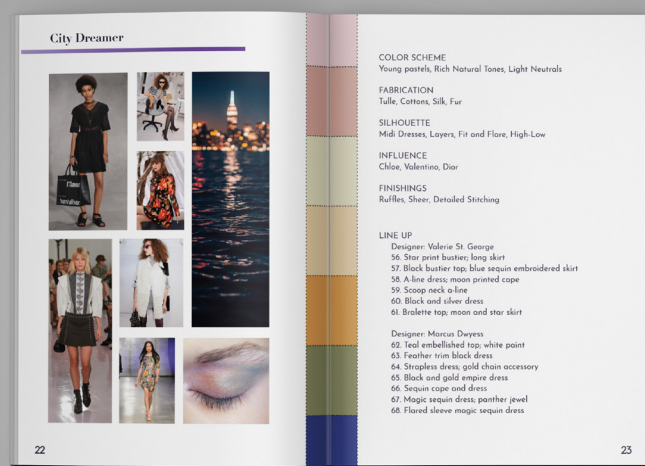 City Dreamer
22
COLOR SCHEME
Young pastels, Rich Natural Tones, Light Neutrals
FABRICATION
Tulle, Cottons, Silk, Fur
SILHOUETTE
Midi Dresses, Layers, Fit and Flare, High-Low
INFLUENCE
Chloe, Valentino, Dior
FINISHINGS
Ruffles, Sheer, Detailed Stitching
LINE UP
Designer: Valerie St. George
56. Star print bustier; long skirt
57. Black bustier top; blue sequin embroidered skirt
58. A-line dress; moon printed cape
59. Scoop neck a-line
60. Black and silver dress
61. Bralette top; moon and star skirt
Designer: Marcus Dwyess
62. Teal embellished top; white paint
63. Feather trim black dress
64. Strapless dress; gold chain accessory
65. Black and gold empire dress
66. Sequin cape and dress
67. Magic sequin dress; panther jewel
68. Flared sleeve magic sequin dress
23